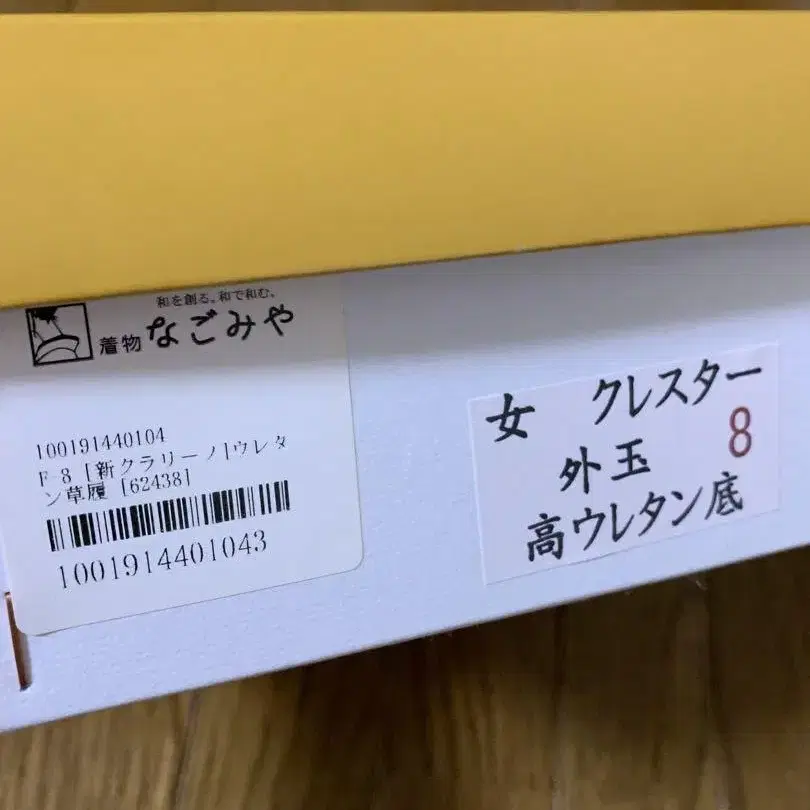 和を創る。和で和む。
着物 なごみや
100191440104
F 8 [新クラリーノ]ウレタ
ン草履 [62438]
1001914401043
女 クレスター
外玉 8
高ウレタン底